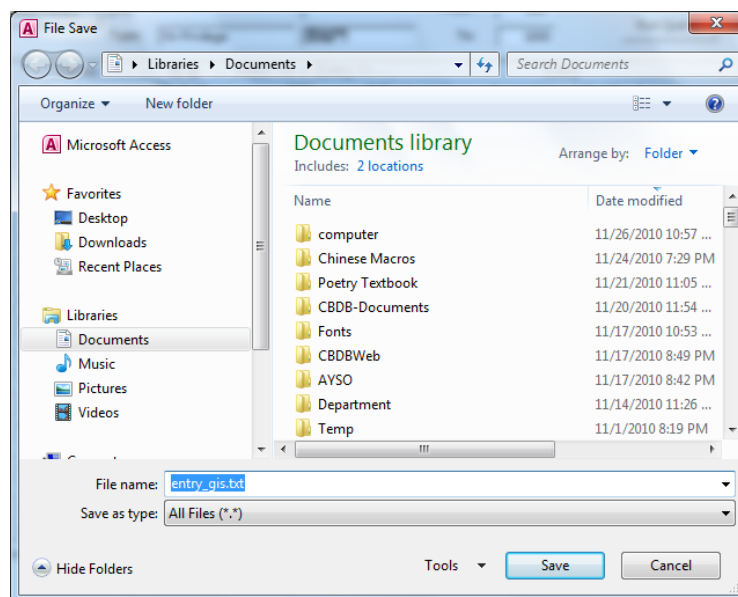 File Save
Libraries Documents
Search Documents
Organize New folder
Microsoft Access
Favorites
Desktop
Downloads
Recent Places
Libraries
Documents
Music
Pictures
Videos
Documents library
Includes: 2 locations
Arrange by: Folder
Name Date modified
computer 11/26/2010 10:57 ...
Chinese Macros 11/24/2010 7:29 PM
Poetry Textbook 11/21/2010 11:05 ...
CBDB-Documents 11/20/2010 11:54 ...
Fonts 11/17/2010 10:53 ...
CBDBWeb 11/17/2010 8:49 PM
AYSO 11/17/2010 8:42 PM
Department 11/14/2010 11:26 ...
Temp 11/1/2010 8:19 PM
File name: entry_gis.txt
Save as type: All Files (*.*)
Hide Folders
Tools Save Cancel